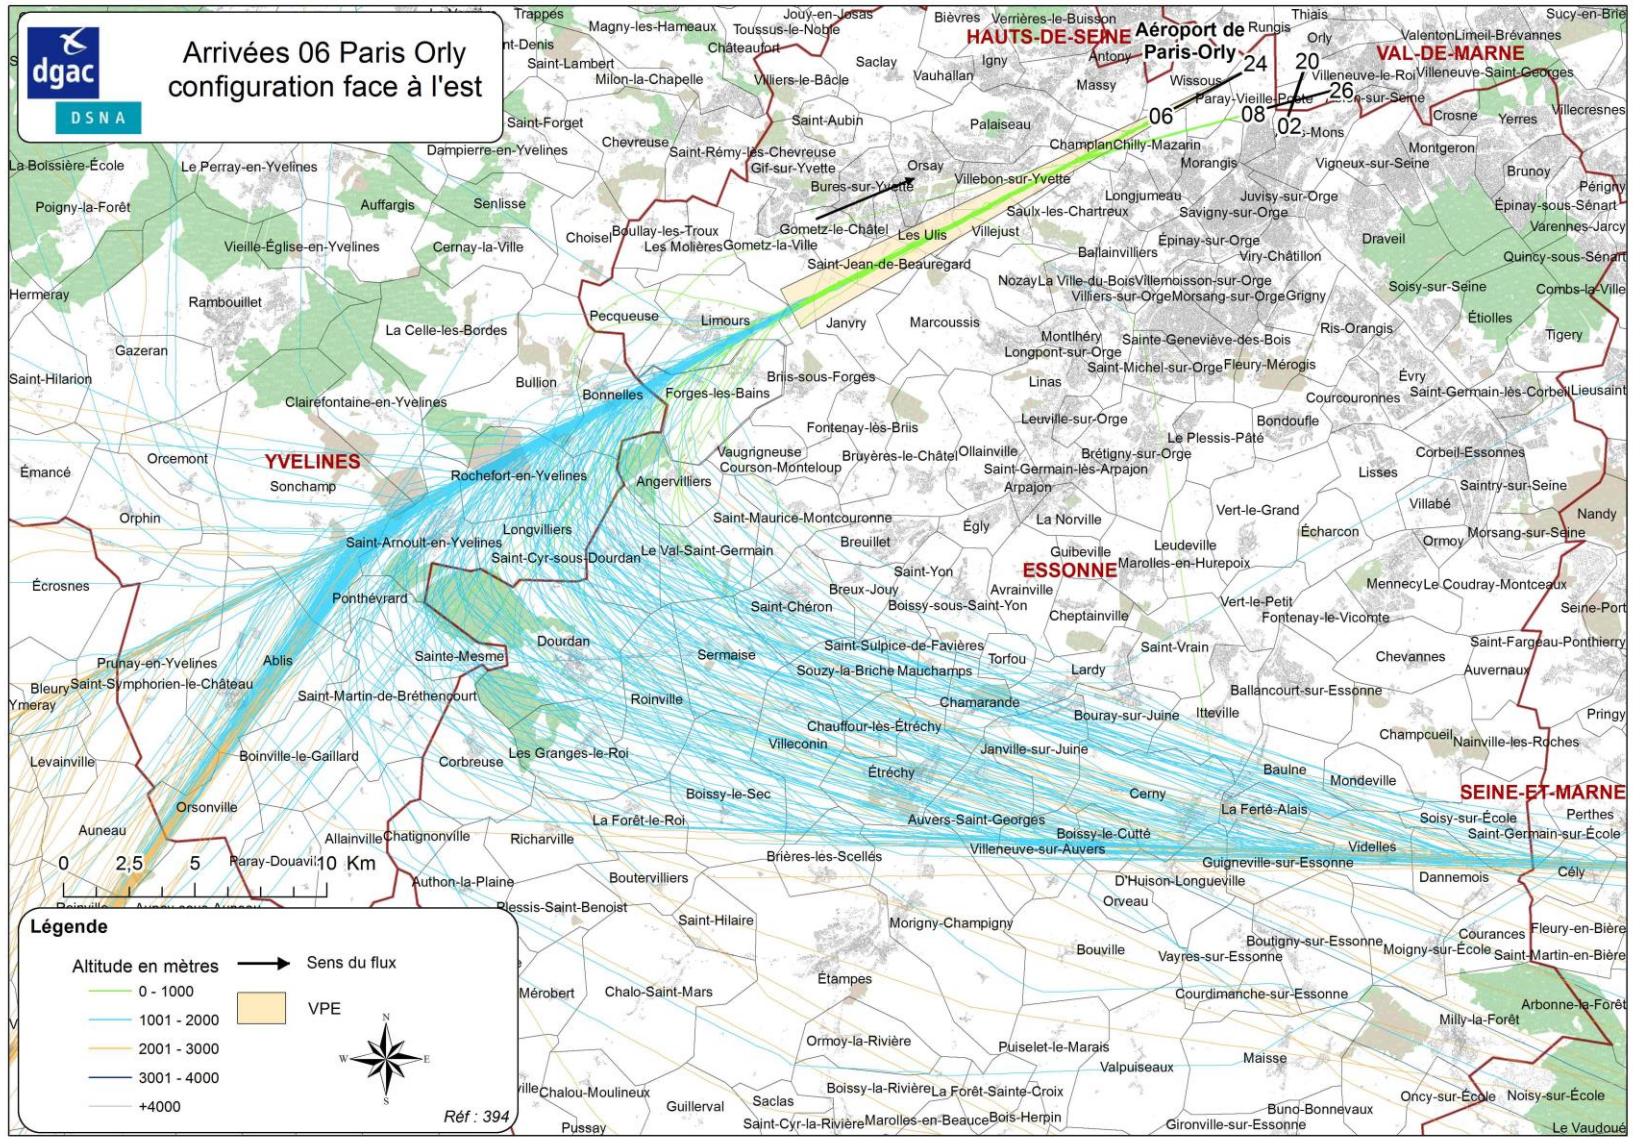 dgac
DSNA
Arrivées 06 Paris Orly
configuration face à l'est
Trappes
Magny-les-Hameaux
Jouy-en-Josas
Toussus-le-Noble
Bièvres
Verrières-le-Buisson
HAUTS-DE-SEINE
Aéroport de
Paris-Orly
Rungis
Thiais
Orly
Sucy-en-Brie
Valenton
Limeil-Brévannes
VAL-DE-MARNE
Saint-Lambert
Châteaufort
Milon-la-Chapelle
Villiers-le-Bâcle
Saclay
Vauhallan
Igny
Antony
Massy
Wissous
24
20
26
Villeneuve-le-Roi
Villeneuve-Saint-Georges
Paray-Vieille-Poste
06
08
02
Crosne
Yerres
Villecresnes
Saint-Forget
Chevreuse
Saint-Aubin
Palaiseau
Champlan
Chilly-Mazarin
Morangis
Vigneux-sur-Seine
Montgeron
Brunoy
La Boissière-École
Le Perray-en-Yvelines
Dampierre-en-Yvelines
Saint-Rémy-lès-Chevreuse
Gif-sur-Yvette
Orsay
Bures-sur-Yvette
Villebon-sur-Yvette
Longjumeau
Juvisy-sur-Orge
Périgny
Poigny-la-Forêt
Auffargis
Senlisse
Saulx-les-Chartreux
Savigny-sur-Orge
Épinay-sous-Sénart
Varennes-Jarcy
Vieille-Église-en-Yvelines
Cernay-la-Ville
Choisel
Boullay-les-Troux
Les Molières
Gometz-la-Ville
Gometz-le-Châtel
Les Ulis
Villejust
Ballainvilliers
Épinay-sur-Orge
Viry-Châtillon
Draveil
Quincy-sous-Sénart
Saint-Jean-de-Beauregard
Hermeray
Rambouillet
Nozay
La Ville-du-Bois
Villemoisson-sur-Orge
Villiers-sur-Orge
Morsang-sur-Orge
Grigny
Soisy-sur-Seine
Combs-la-Ville
La Celle-les-Bordes
Pecqueuse
Limours
Janvry
Marcoussis
Montlhéry
Sainte-Geneviève-des-Bois
Ris-Orangis
Étiolles
Tigery
Gazeran
Longpont-sur-Orge
Saint-Michel-sur-Orge
Fleury-Mérogis
Saint-Hilarion
Bullion
Bonnelles
Forges-les-Bains
Briis-sous-Forges
Linas
Évry
Courcouronnes
Saint-Germain-lès-Corbeil
Lieusaint
Clairefontaine-en-Yvelines
Fontenay-lès-Briis
Leuville-sur-Orge
Bondoufle
Le Plessis-Pâté
Émancé
Orcemont
YVELINES
Sonchamp
Rochefort-en-Yvelines
Vaugrigneuse
Courson-Monteloup
Bruyères-le-Châtel
Ollainville
Brétigny-sur-Orge
Saint-Germain-lès-Arpajon
Arpajon
Lisses
Corbeil-Essonnes
Saintry-sur-Seine
Angervilliers
Orphin
Longvilliers
Saint-Maurice-Montcouronne
Breuillet
Égly
La Norville
Vert-le-Grand
Écharcon
Villabé
Ormoy
Morsang-sur-Seine
Nandy
Saint-Arnoult-en-Yvelines
Saint-Cyr-sous-Dourdan
Le Val-Saint-Germain
Guibeville
Leudeville
ESSONNE
Marolles-en-Hurepoix
Écrosnes
Ponthévrard
Saint-Yon
Breux-Jouy
Avrainville
Boissy-sous-Saint-Yon
Cheptainville
Vert-le-Petit
Fontenay-le-Vicomte
Mennecy
Le Coudray-Montceaux
Seine-Port
Saint-Chéron
Prunay-en-Yvelines
Ablis
Sainte-Mesme
Dourdan
Sermaise
Saint-Sulpice-de-Favières
Torfou
Souzy-la-Briche
Mauchamps
Lardy
Saint-Vrain
Chevannes
Saint-Fargeau-Ponthierry
Auvernaux
Bleury
Saint-Symphorien-le-Château
Ymeray
Saint-Martin-de-Bréthencourt
Roinville
Chamarande
Bouray-sur-Juine
Itteville
Ballancourt-sur-Essonne
Pringy
Levainville
Boinville-le-Gaillard
Corbreuse
Les Granges-le-Roi
Chauffour-lès-Étréchy
Villeconin
Janville-sur-Juine
Champcueil
Nainville-les-Roches
Étréchy
Baulne
Mondeville
SEINE-ET-MARNE
Orsonville
Boissy-le-Sec
Cerny
La Ferté-Alais
Perthes
Auneau
Allainville
Chatignonville
Richarville
La Forêt-le-Roi
Auvers-Saint-Georges
Boissy-le-Cutté
Soisy-sur-École
Saint-Germain-sur-École
Videlles
Villeneuve-sur-Auvers
0
2,5
5
10 Km
Brières-les-Scellés
Guigneville-sur-Essonne
Dannemois
Cély
Authon-la-Plaine
Boutervilliers
D'Huison-Longueville
Orveau
Plessis-Saint-Benoist
Saint-Hilaire
Morigny-Champigny
Courances
Fleury-en-Bière
Bouville
Boutigny-sur-Essonne
Vayres-sur-Essonne
Moigny-sur-École
Saint-Martin-en-Bière
Mérobert
Chalo-Saint-Mars
Étampes
Courdimanche-sur-Essonne
Arbonne-la-Forêt
Milly-la-Forêt
Ormoy-la-Rivière
Puiselet-le-Marais
Valpuiseaux
Maisse
Chalou-Moulineux
Guillerval
Saclas
Boissy-la-Rivière
La Forêt-Sainte-Croix
Oncy-sur-École
Noisy-sur-École
Buno-Bonnevaux
Pussay
Saint-Cyr-la-Rivière
Marolles-en-Beauce
Bois-Herpin
Gironville-sur-Essonne
Le Vaudoué
Légende
Altitude en mètres
0 - 1000
1001 - 2000
2001 - 3000
3001 - 4000
+4000
Sens du flux
VPE
N
W
E
S
Réf : 394